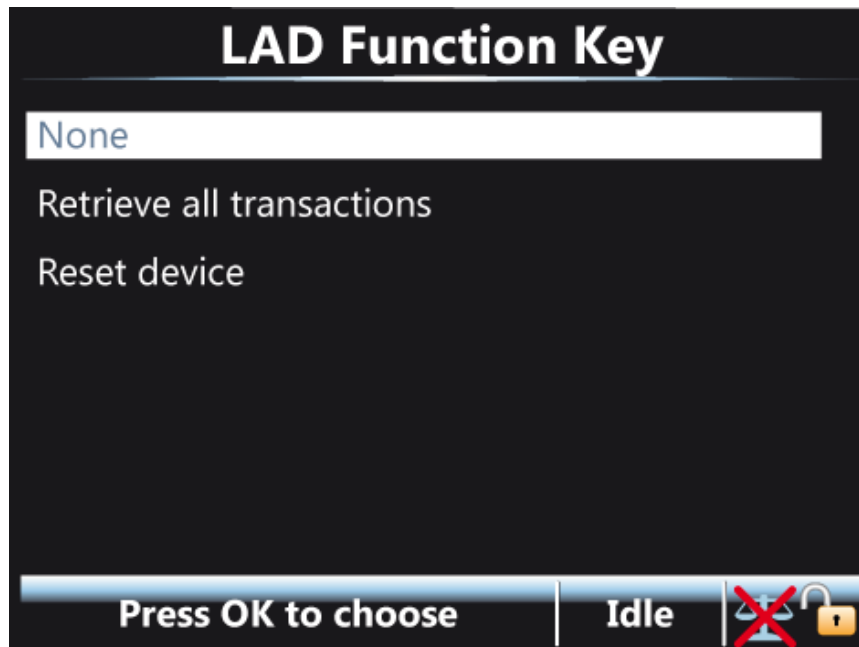 LAD Function Key
None
Retrieve all transactions
Reset device
Press OK to choose
Idle